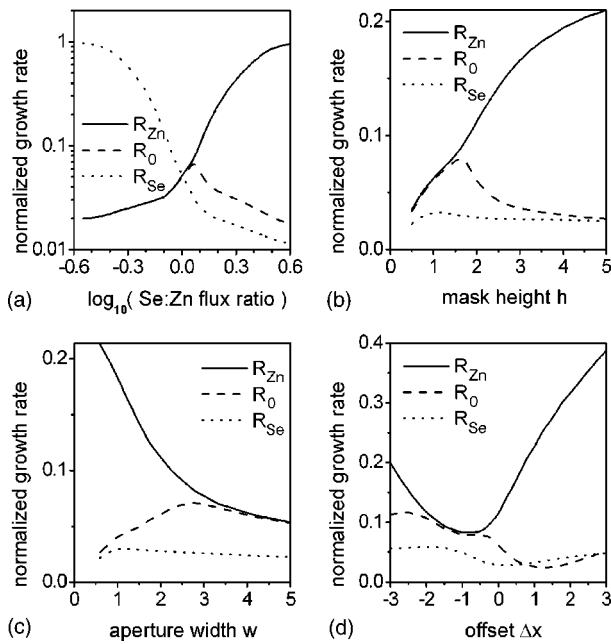 normalized growth rate
1
0.1
0.01
R_Zn
R_0
R_Se
-0.6 -0.3 0.0 0.3 0.6
(a) log_10( Se:Zn flux ratio )
normalized growth rate
0.2
0.1
0.0
R_Zn
R_0
R_Se
0 1 2 3 4 5
(b) mask height h
normalized growth rate
0.2
0.1
0.0
R_Zn
R_0
R_Se
0 1 2 3 4 5
(c) aperture width w
normalized growth rate
0.4
0.3
0.2
0.1
0.0
R_Zn
R_0
R_Se
-3 -2 -1 0 1 2 3
(d) offset Δx